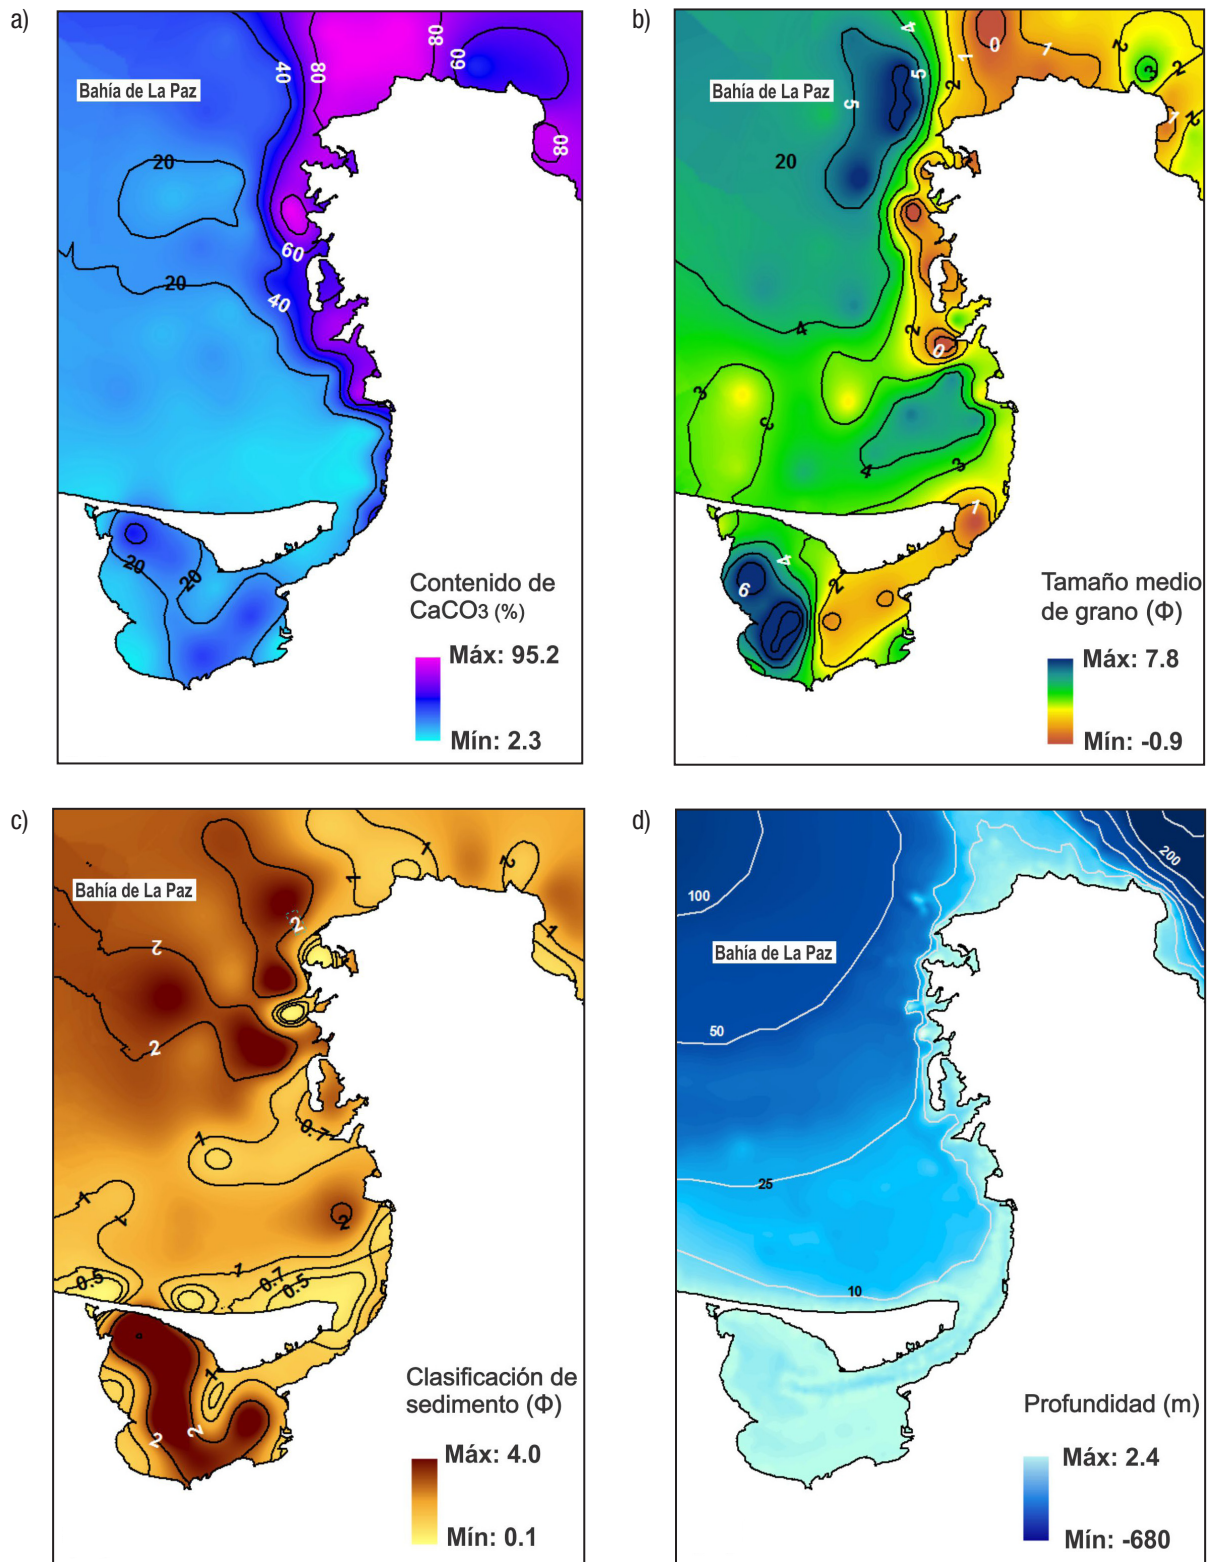 a)
80
60
40
80
Bahía de La Paz
80
20
60
20
40
20
20
Contenido de
CaCO3 (%)
Máx: 95.2
Mín: 2.3
b)
4
2
1
0
1
5
3
2
Bahía de La Paz
5
2
1
2
20
4
2
0
3
3
4
3
1
4
6
2
Tamaño medio
de grano (Φ)
Máx: 7.8
Mín: -0.9
c)
1
2
1
Bahía de La Paz
2
1
2
2
1
0.7
1
1
2
1
0.5
0.7
0.5
1
2
2
Clasificación de
sedimento (Φ)
Máx: 4.0
Mín: 0.1
d)
200
100
Bahía de La Paz
50
25
10
Profundidad (m)
Máx: 2.4
Mín: -680